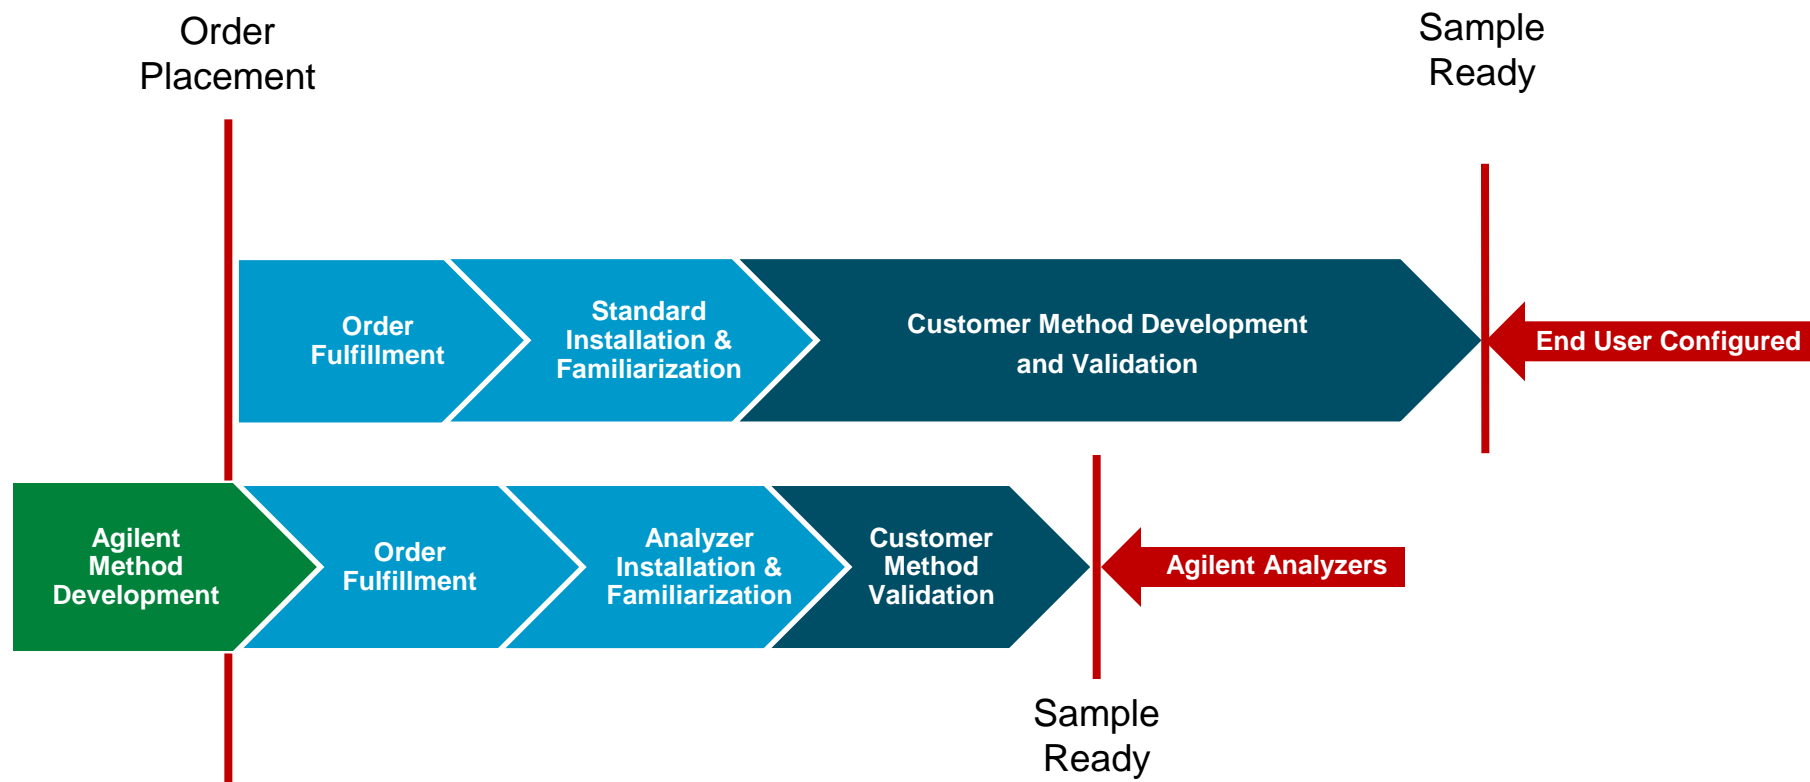 Order
Placement
Sample
Ready
Order
Fulfillment
Standard
Installation &
Familiarization
Customer Method Development
and Validation
End User Configured
Agilent
Method
Development
Order
Fulfillment
Analyzer
Installation &
Familiarization
Customer
Method
Validation
Agilent Analyzers
Sample
Ready